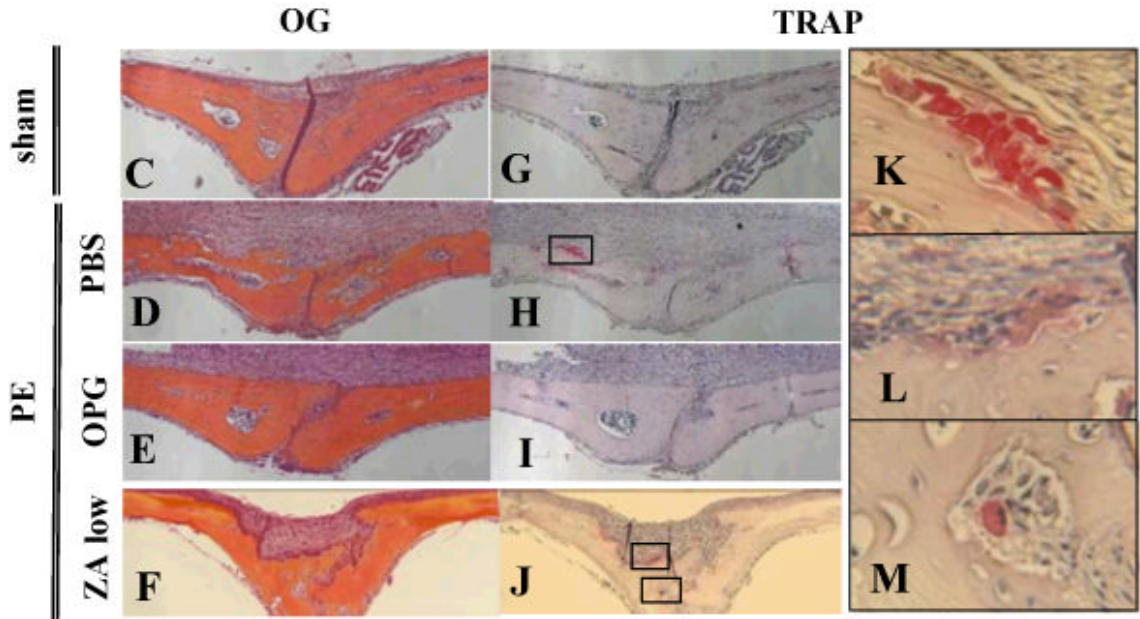 OG TRAP
sham
C G K
PE
PBS
D H
L
OPG
E I
M
ZA low
F J